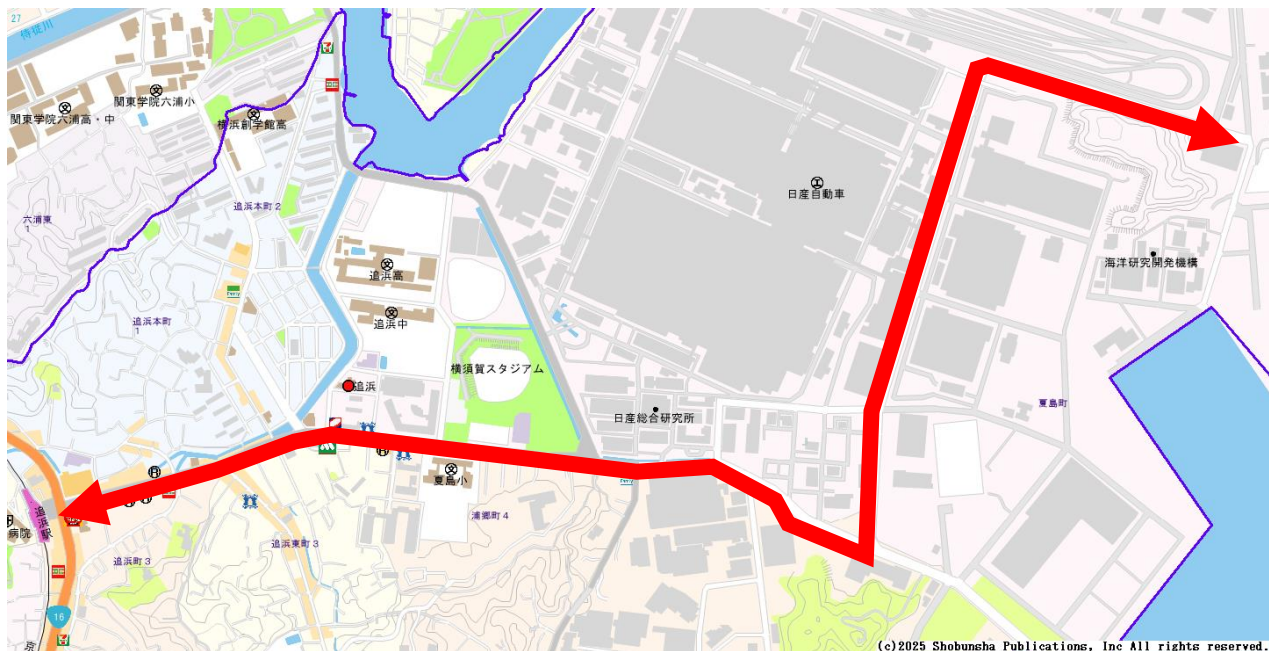 27
侍従川
関東学院六浦小
関東学院六浦高・中
横浜創学館高
日産自動車
追浜本町2
六浦東
1
追浜高
海洋研究開発機構
追浜中
追浜本町
1
横須賀スタジアム
追浜
夏島町
日産総合研究所
夏島小
追浜駅
病院
浦郷町4
追浜東町3
追浜町3
16
京
(c)2025 Shobunsha Publications, Inc All rights reserved.